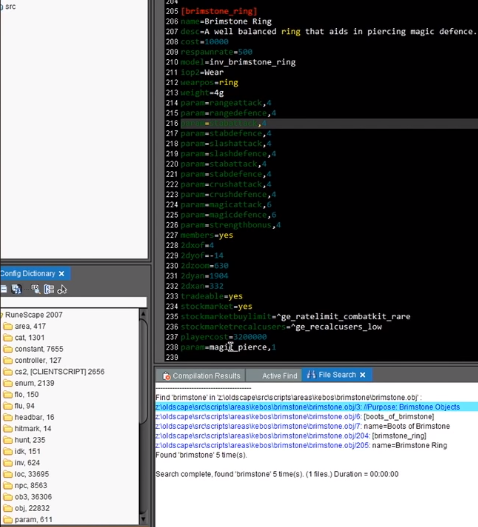 src
204
205 [brimstone_ring]
206 name=Brimstone Ring
207 desc=A well balanced ring that aids in piercing magic defence.
208 cost=10000
209 respawnrate=500
210 model=inv_brimstone_ring
211 iop2=Wear
212 wearpos=ring
213 weight=4g
214 param=rangeattack,4
215 param=rangedefence,4
216
217 param=stabdefence,4
218 param=slashattack,4
219 param=slashdefence,4
220 param=stabattack,4
221 param=stabdefence,4
222 param=crushattack,4
223 param=crushdefence,4
224 param=magicattack,6
225 param=magicdefence,6
226 param=strengthbonus,4
227 members=yes
228 2dxof=4
229 2dyof=-14
230 2dzoom=630
231 2dyan=1904
232 2dxan=332
233 tradeable=yes
234 stockmarket=yes
235 stockmarketbuylimit=^ge_ratelimit_combatkit_rare
236 stockmarketrecalcusers=^ge_recalcusers_low
237 playercost=3200000
238 param=magic_pierce,1
239
Config Dictionary
RuneScape 2007
area, 417
cat, 1301
constant, 7655
controller, 127
cs2, [CLIENTSCRIPT] 2656
enum, 2139
flo, 150
flu, 94
headbar, 16
hitmark, 14
hunt, 235
idk, 151
inv, 624
loc, 33695
npc, 8563
ob3, 36306
obj, 22832
param, 611
Compilation Results
Active Find
File Search
Find 'brimstone' in 'z:\oldscape\src\scripts\areas\kebos\brimstone\brimstone.obj' :
z:\oldscape\src\scripts\areas\kebos\brimstone\brimstone.obj/3: //Purpose: Brimstone Objects
z:\oldscape\src\scripts\areas\kebos\brimstone\brimstone.obj/6: [boots_of_brimstone]
z:\oldscape\src\scripts\areas\kebos\brimstone\brimstone.obj/7: name=Boots of Brimstone
z:\oldscape\src\scripts\areas\kebos\brimstone\brimstone.obj/204: [brimstone_ring]
z:\oldscape\src\scripts\areas\kebos\brimstone\brimstone.obj/205: name=Brimstone Ring
Found 'brimstone' 5 time(s).
Search complete, found 'brimstone' 5 time(s). (1 files.) Duration = 00:00:00